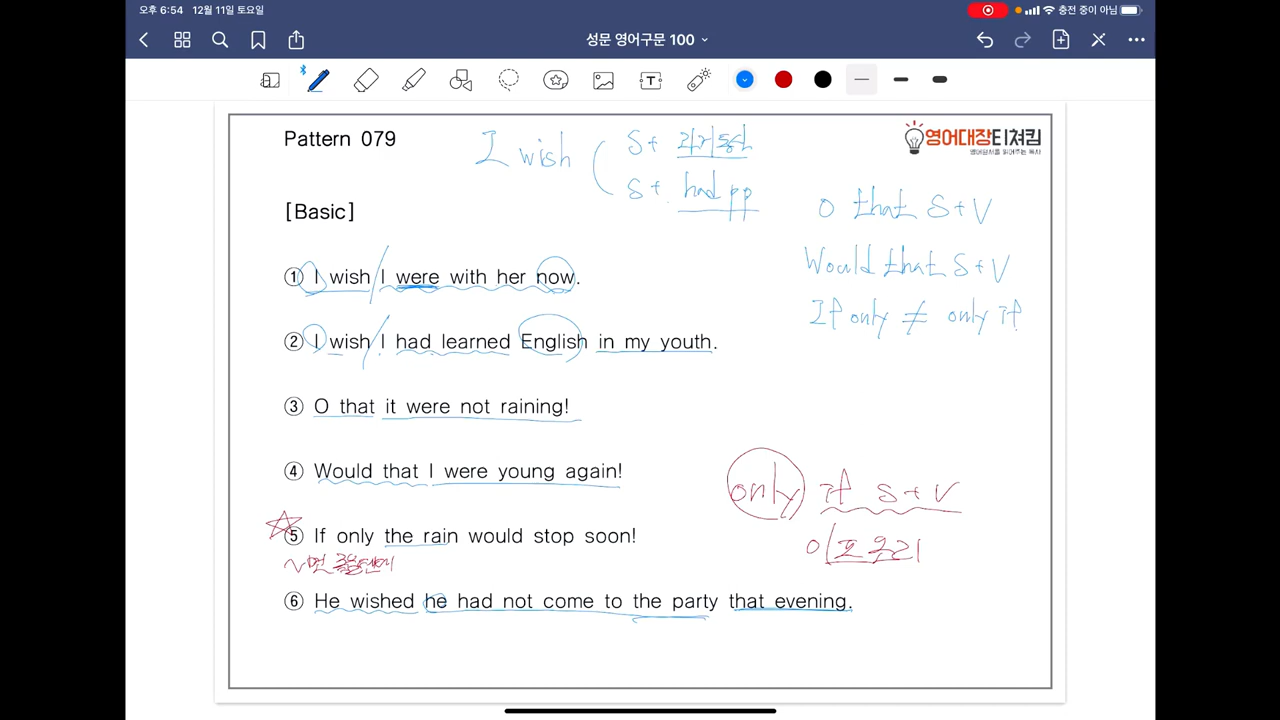 오후 6:54 12월 11일 토요일
충전 중이 아님
성문 영어구문 100
Pattern 079
I wish
S+ 과거동사
S+ had pp
영어대장티쳐킴
O that S+V
[Basic]
Would that S+V
① I wish I were with her now.
If only ≠ only if
② I wish I had learned English in my youth.
③ O that it were not raining!
④ Would that I were young again!
only if S+V
⑤ If only the rain would stop soon!
이프온리
~면 좋을텐데
⑥ He wished he had not come to the party that evening.